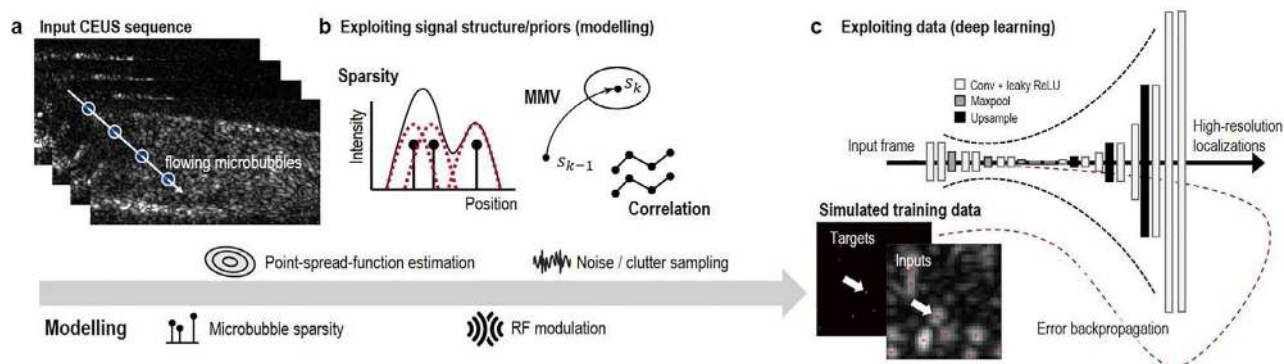 a Input CEUS sequence
flowing microbubbles
b Exploiting signal structure/priors (modelling)
Sparsity
Intensity
Position
MMV
s_k
s_{k−1}
Correlation
c Exploiting data (deep learning)
Conv + leaky ReLU
Maxpool
Upsample
Input frame
High-resolution
localizations
Simulated training data
Targets
Inputs
Error backpropagation
Point-spread-function estimation
Noise / clutter sampling
Modelling
Microbubble sparsity
RF modulation